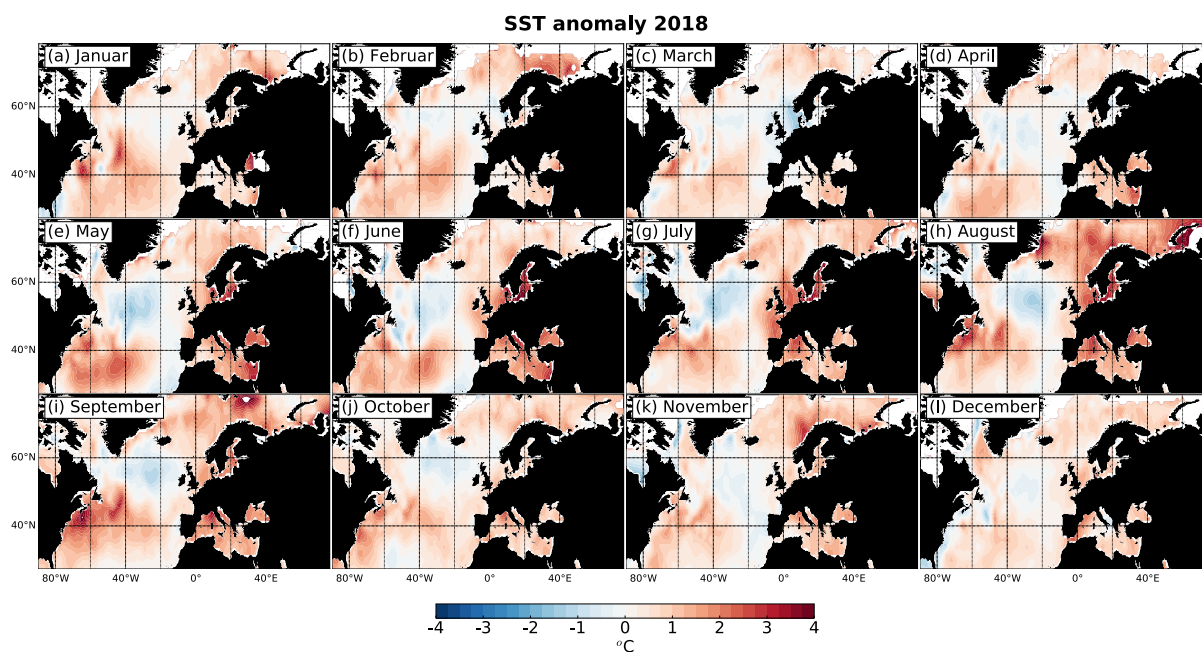 SST anomaly 2018
(a) Januar
(b) Februar
(c) March
(d) April
60°N
40°N
(e) May
(f) June
(g) July
(h) August
60°N
40°N
(i) September
(j) October
(k) November
(l) December
60°N
40°N
80°W 40°W 0° 40°E 80°W 40°W 0° 40°E 80°W 40°W 0° 40°E 80°W 40°W 0° 40°E
-4 -3 -2 -1 0 1 2 3 4
°C